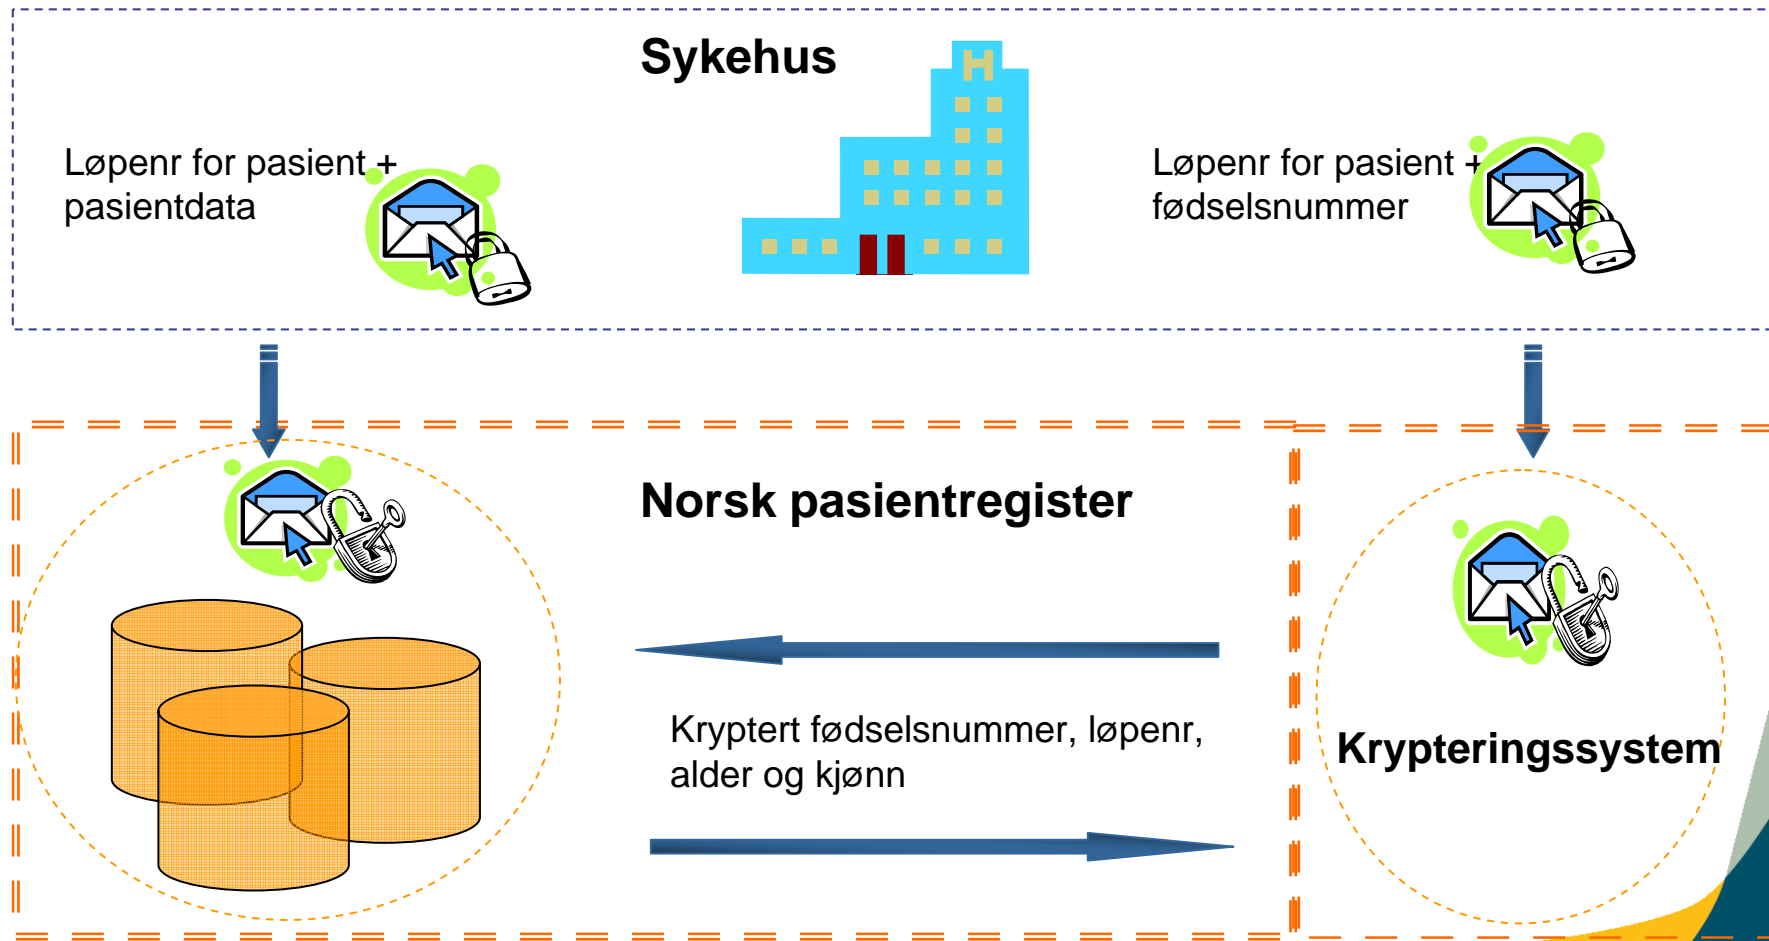 Sykehus
H
Løpenr for pasient +
pasientdata
Løpenr for pasient +
fødselsnummer
Norsk pasientregister
Kryptert fødselsnummer, løpenr,
alder og kjønn
Krypteringssystem